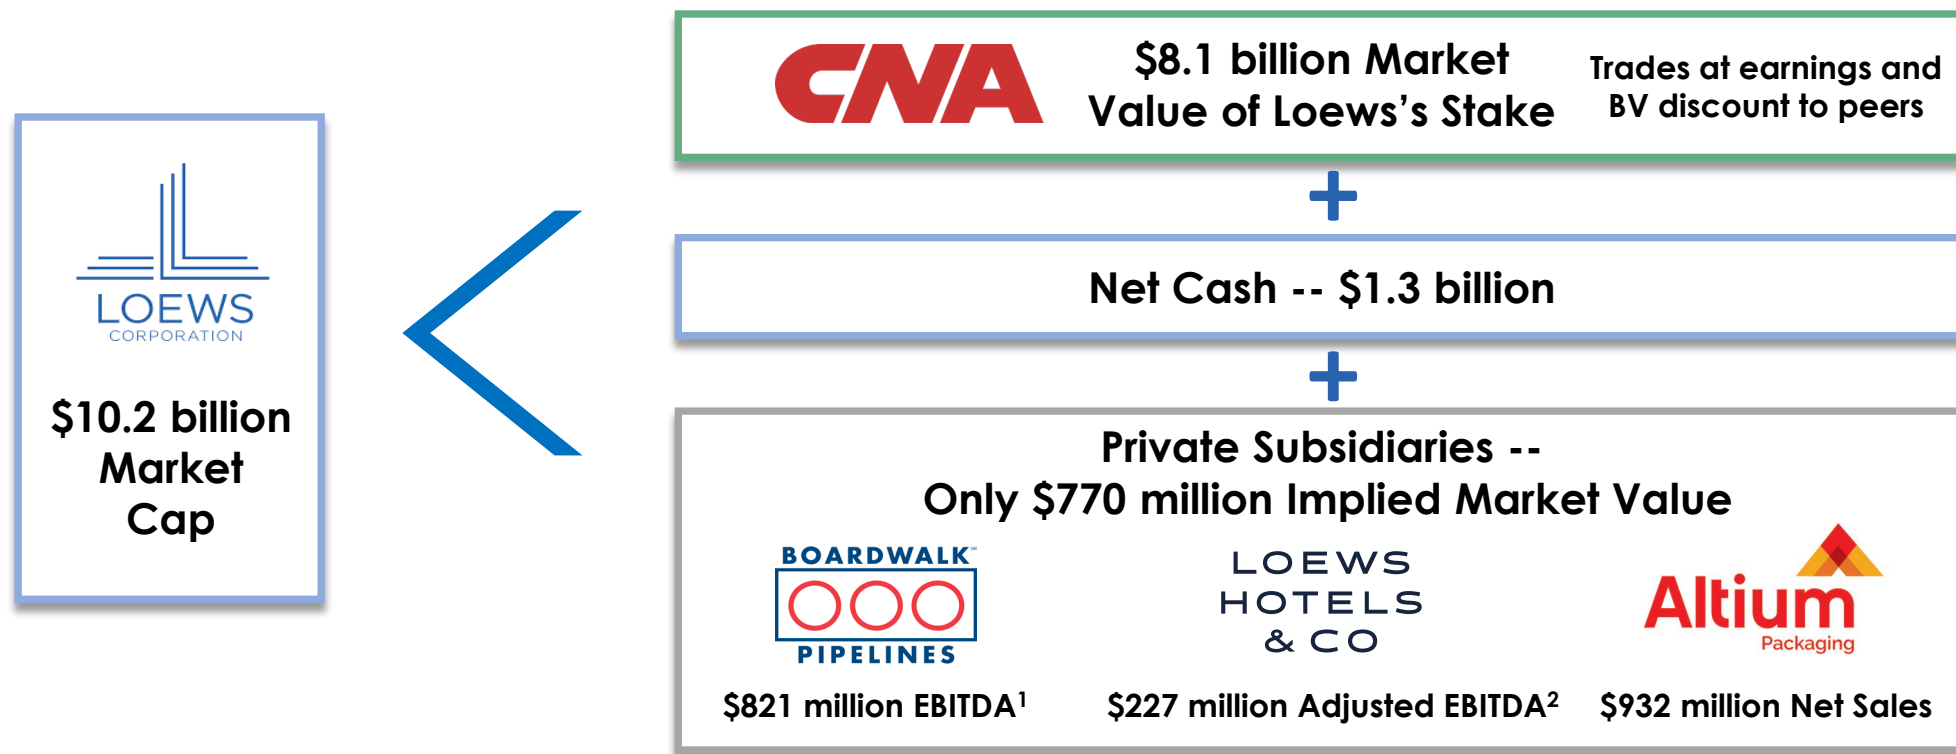 LOEWS
CORPORATION
$10.2 billion
Market
Cap
CNA
$8.1 billion Market
Value of Loews's Stake
Trades at earnings and
BV discount to peers
+
Net Cash -- $1.3 billion
+
Private Subsidiaries --
Only $770 million Implied Market Value
BOARDWALK℠
PIPELINES
$821 million EBITDA¹
LOEWS
HOTELS
& CO
$227 million Adjusted EBITDA²
Altium
Packaging
$932 million Net Sales